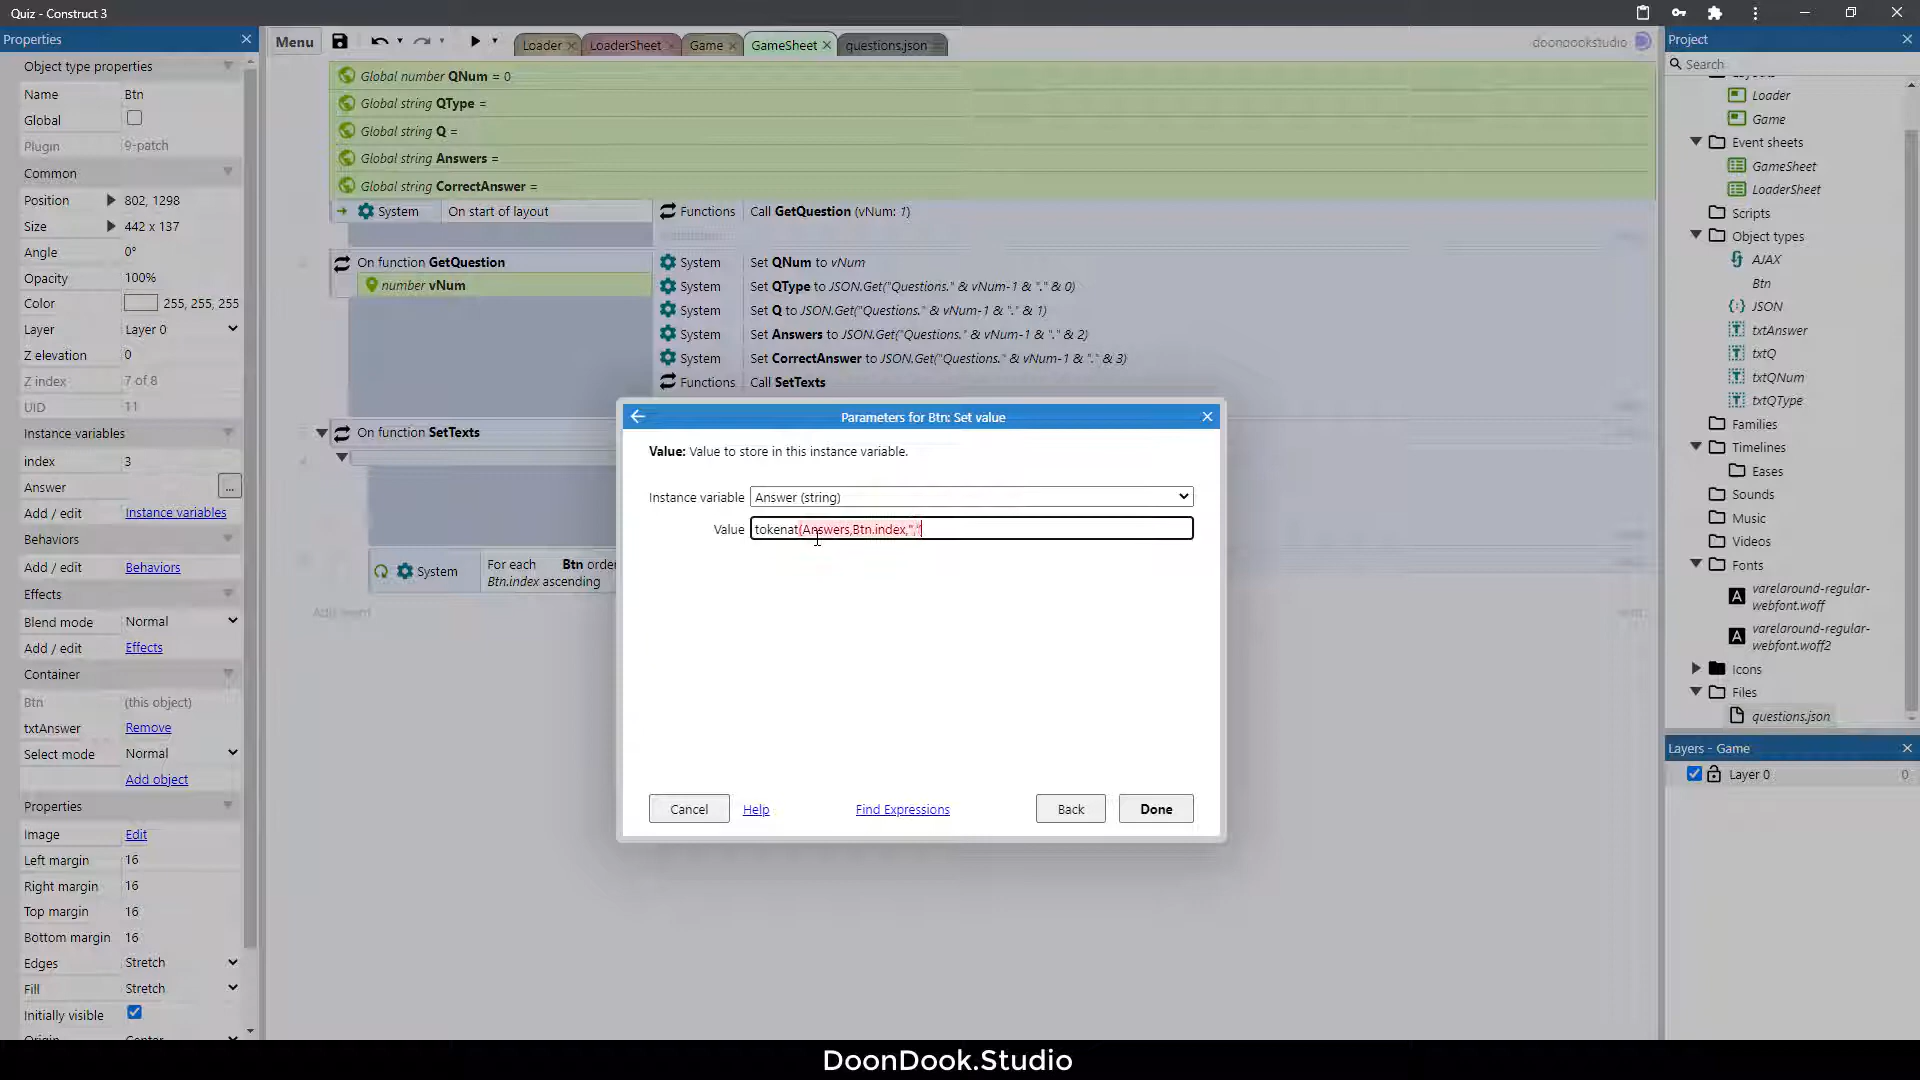 Quiz - Construct 3
Properties
Menu
Loader
LoaderSheet
Game
GameSheet
questions.json
doondookstudio
Project
Object type properties
Name Btn
Global
Plugin 9-patch
Common
Position 802, 1298
Size 442 x 137
Angle 0°
Opacity 100%
Color 255, 255, 255
Layer Layer 0
Z elevation 0
Z index 7 of 8
UID 11
Instance variables
index 3
Answer ...
Add / edit Instance variables
Behaviors
Add / edit Behaviors
Effects
Blend mode Normal
Add / edit Effects
Container
Btn (this object)
txtAnswer Remove
Select mode Normal
Add object
Properties
Image Edit
Left margin 16
Right margin 16
Top margin 16
Bottom margin 16
Edges Stretch
Fill Stretch
Initially visible
Origin Center
Global number QNum = 0
Global string QType =
Global string Q =
Global string Answers =
Global string CorrectAnswer =
System On start of layout
Functions Call GetQuestion (vNum: 1)
On function GetQuestion
number vNum
System Set QNum to vNum
System Set QType to JSON.Get("Questions." & vNum-1 & "." & 0)
System Set Q to JSON.Get("Questions." & vNum-1 & "." & 1)
System Set Answers to JSON.Get("Questions." & vNum-1 & "." & 2)
System Set CorrectAnswer to JSON.Get("Questions." & vNum-1 & "." & 3)
Functions Call SetTexts
On function SetTexts
System For each Btn order
Btn.index ascending
Add event
Parameters for Btn: Set value
Value: Value to store in this instance variable.
Instance variable Answer (string)
Value tokenat(Answers,Btn.index,","
Cancel Help Find Expressions Back Done
Search
Loader
Game
Event sheets
GameSheet
LoaderSheet
Scripts
Object types
AJAX
Btn
JSON
txtAnswer
txtQ
txtQNum
txtQType
Families
Timelines
Eases
Sounds
Music
Videos
Fonts
varelaround-regular-
webfont.woff
varelaround-regular-
webfont.woff2
Icons
Files
questions.json
Layers - Game
Layer 0 0
DoonDook.Studio